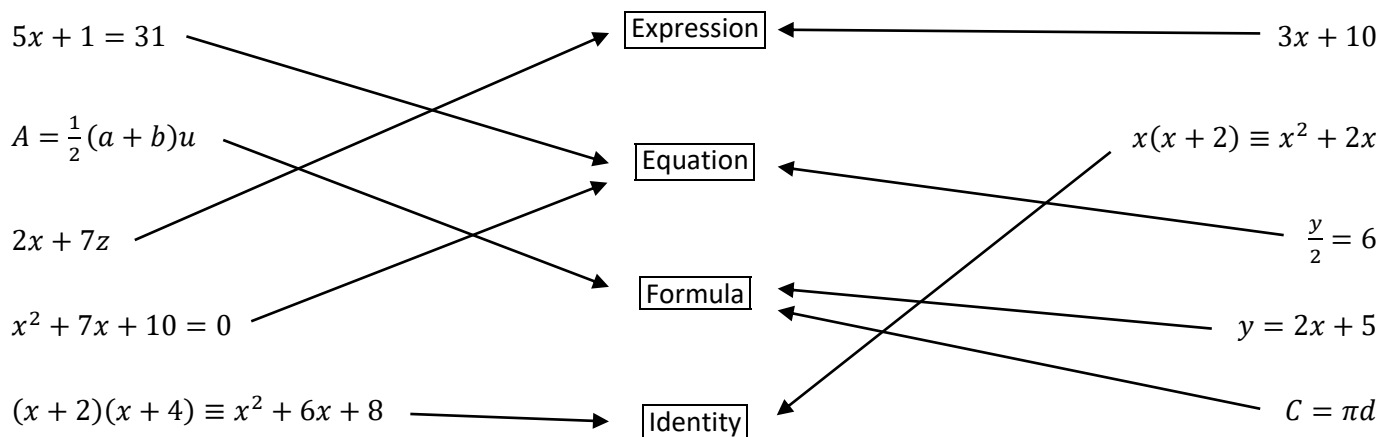 5x + 1 = 31
A = 1/2 (a + b)u
2x + 7z
x² + 7x + 10 = 0
(x + 2)(x + 4) ≡ x² + 6x + 8
Expression
Equation
Formula
Identity
3x + 10
x(x + 2) ≡ x² + 2x
y/2 = 6
y = 2x + 5
C = πd